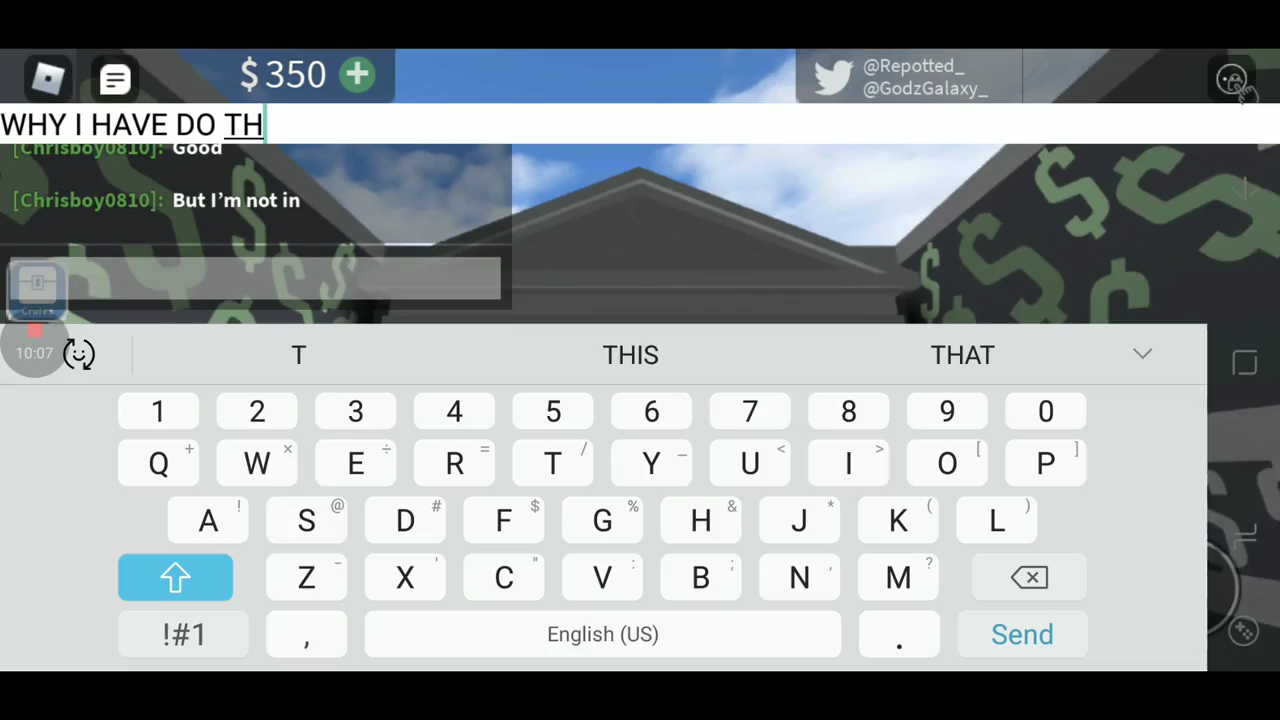 $ 350 +
@Repotted_
@GodzGalaxy_
WHY I HAVE DO TH
[Chrisboy0810]: Good
[Chrisboy0810]: But I'm not in
Crates
10:07
T THIS THAT
1 2 3 4 5 6 7 8 9 0
Q + W × E ÷ R = T / Y _ U < I > O [ P ]
A ! S @ D # F $ G % H & J * K ( L )
Z - X ' C " V : B ; N , M ?
!#1 , English (US) . Send